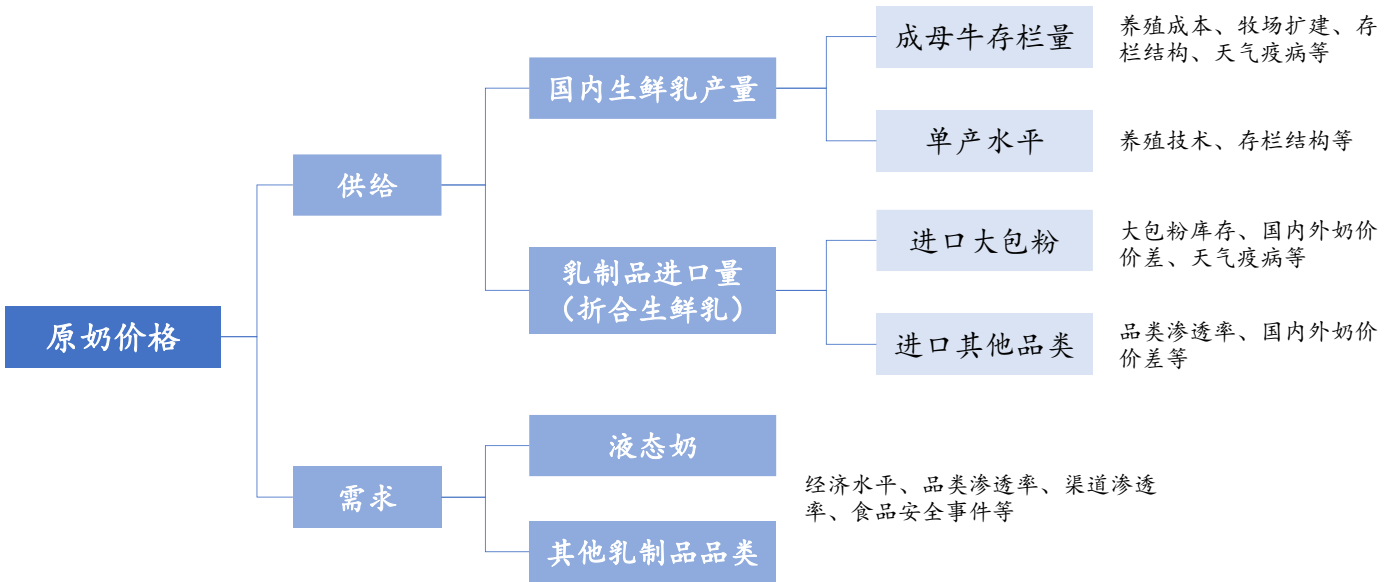 原奶价格
供给
国内生鲜乳产量
成母牛存栏量
养殖成本、牧场扩建、存
栏结构、天气疫病等
单产水平
养殖技术、存栏结构等
乳制品进口量
（折合生鲜乳）
进口大包粉
大包粉库存、国内外奶价
价差、天气疫病等
进口其他品类
品类渗透率、国内外奶价
价差等
需求
液态奶
其他乳制品品类
经济水平、品类渗透率、渠道渗透
率、食品安全事件等